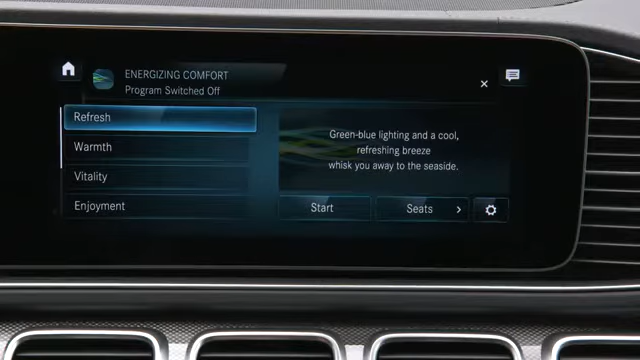 ENERGIZING COMFORT
Program Switched Off
Refresh
Warmth
Vitality
Enjoyment
Green-blue lighting and a cool,
refreshing breeze
whisk you away to the seaside.
Start
Seats